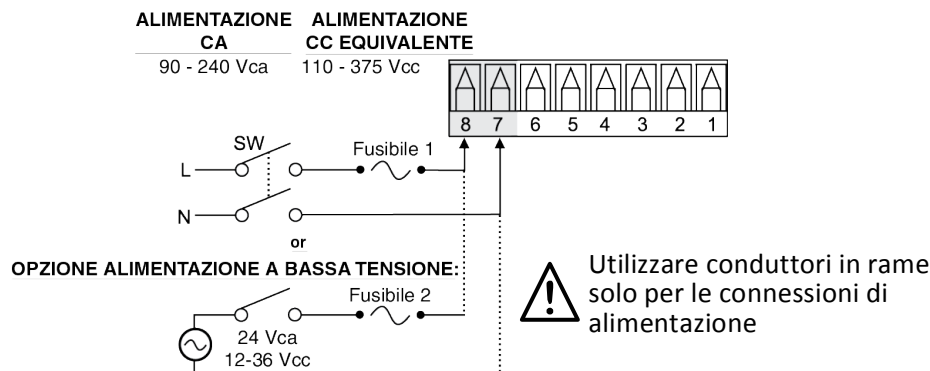 ALIMENTAZIONE CA
90 - 240 Vca
ALIMENTAZIONE CC EQUIVALENTE
110 - 375 Vcc
8 7 6 5 4 3 2 1
SW
Fusibile 1
L
N
or
OPZIONE ALIMENTAZIONE A BASSA TENSIONE:
Fusibile 2
24 Vca
12-36 Vcc
Utilizzare conduttori in rame
solo per le connessioni di
alimentazione